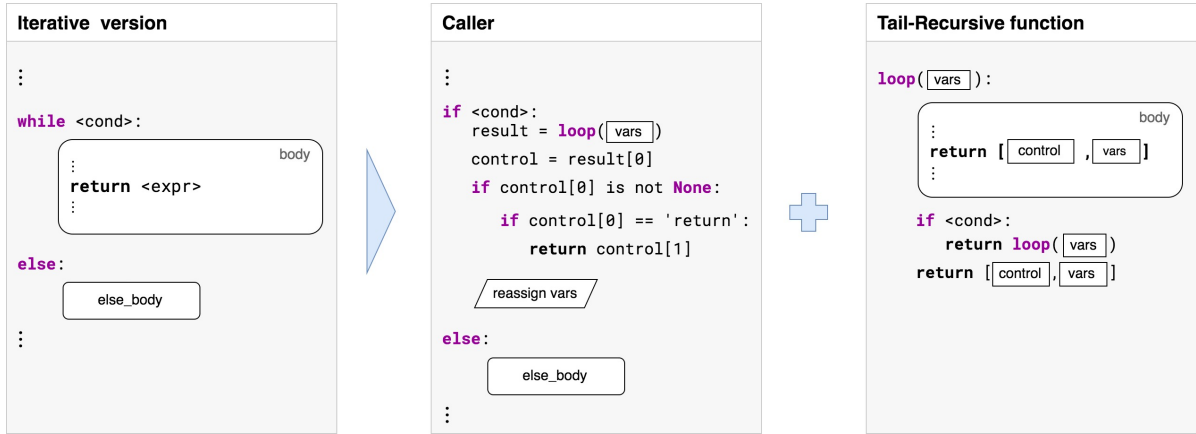 Iterative version
⋮
while <cond>:
body
⋮
return <expr>
⋮
else:
else_body
⋮
Caller
⋮
if <cond>:
result = loop( vars )
control = result[0]
if control[0] is not None:
if control[0] == 'return':
return control[1]
reassign vars
else:
else_body
⋮
Tail-Recursive function
loop( vars ):
body
⋮
return [ control , vars ]
⋮
if <cond>:
return loop( vars )
return [ control , vars ]